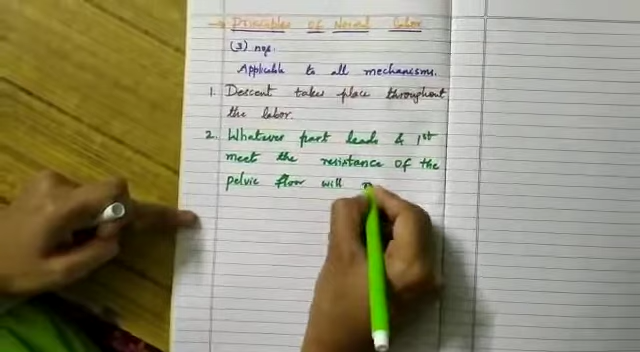 → Principles of Normal labor
(3) nos.
Applicable to all mechanisms.
1. Descent takes place throughout
the labor.
2. Whatever part leads & 1st
meet the resistance of the
pelvic floor will